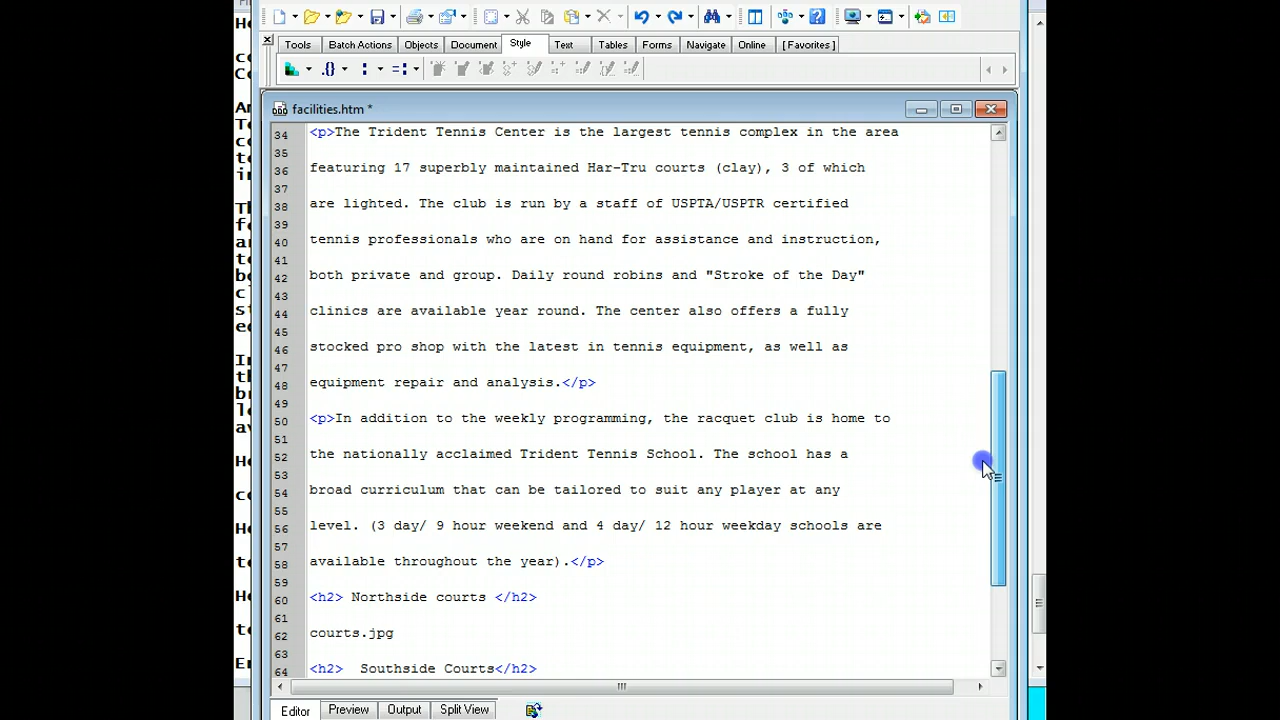 Tools Batch Actions Objects Document Style Text Tables Forms Navigate Online [Favorites]
facilities.htm *
34 <p>The Trident Tennis Center is the largest tennis complex in the area
35
36 featuring 17 superbly maintained Har-Tru courts (clay), 3 of which
37
38 are lighted. The club is run by a staff of USPTA/USPTR certified
39
40 tennis professionals who are on hand for assistance and instruction,
41
42 both private and group. Daily round robins and "Stroke of the Day"
43
44 clinics are available year round. The center also offers a fully
45
46 stocked pro shop with the latest in tennis equipment, as well as
47
48 equipment repair and analysis.</p>
49
50 <p>In addition to the weekly programming, the racquet club is home to
51
52 the nationally acclaimed Trident Tennis School. The school has a
53
54 broad curriculum that can be tailored to suit any player at any
55
56 level. (3 day/ 9 hour weekend and 4 day/ 12 hour weekday schools are
57
58 available throughout the year).</p>
59
60 <h2> Northside courts </h2>
61
62 courts.jpg
63
64 <h2>  Southside Courts</h2>
Editor Preview Output Split View